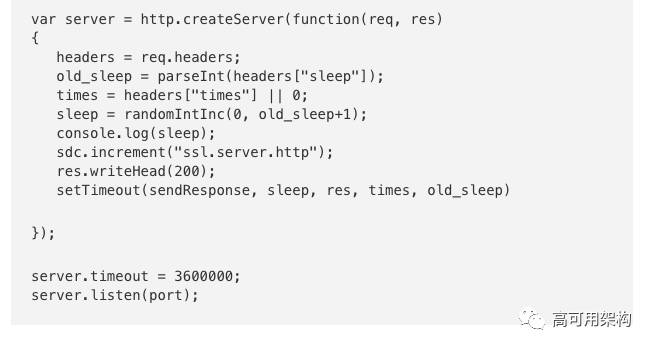 var server = http.createServer(function(req, res)
{
   headers = req.headers;
   old_sleep = parseInt(headers["sleep"]);
   times = headers["times"] || 0;
   sleep = randomIntInc(0, old_sleep+1);
   console.log(sleep);
   sdc.increment("ssl.server.http");
   res.writeHead(200);
   setTimeout(sendResponse, sleep, res, times, old_sleep)
});
server.timeout = 3600000;
server.listen(port);
高可用架构